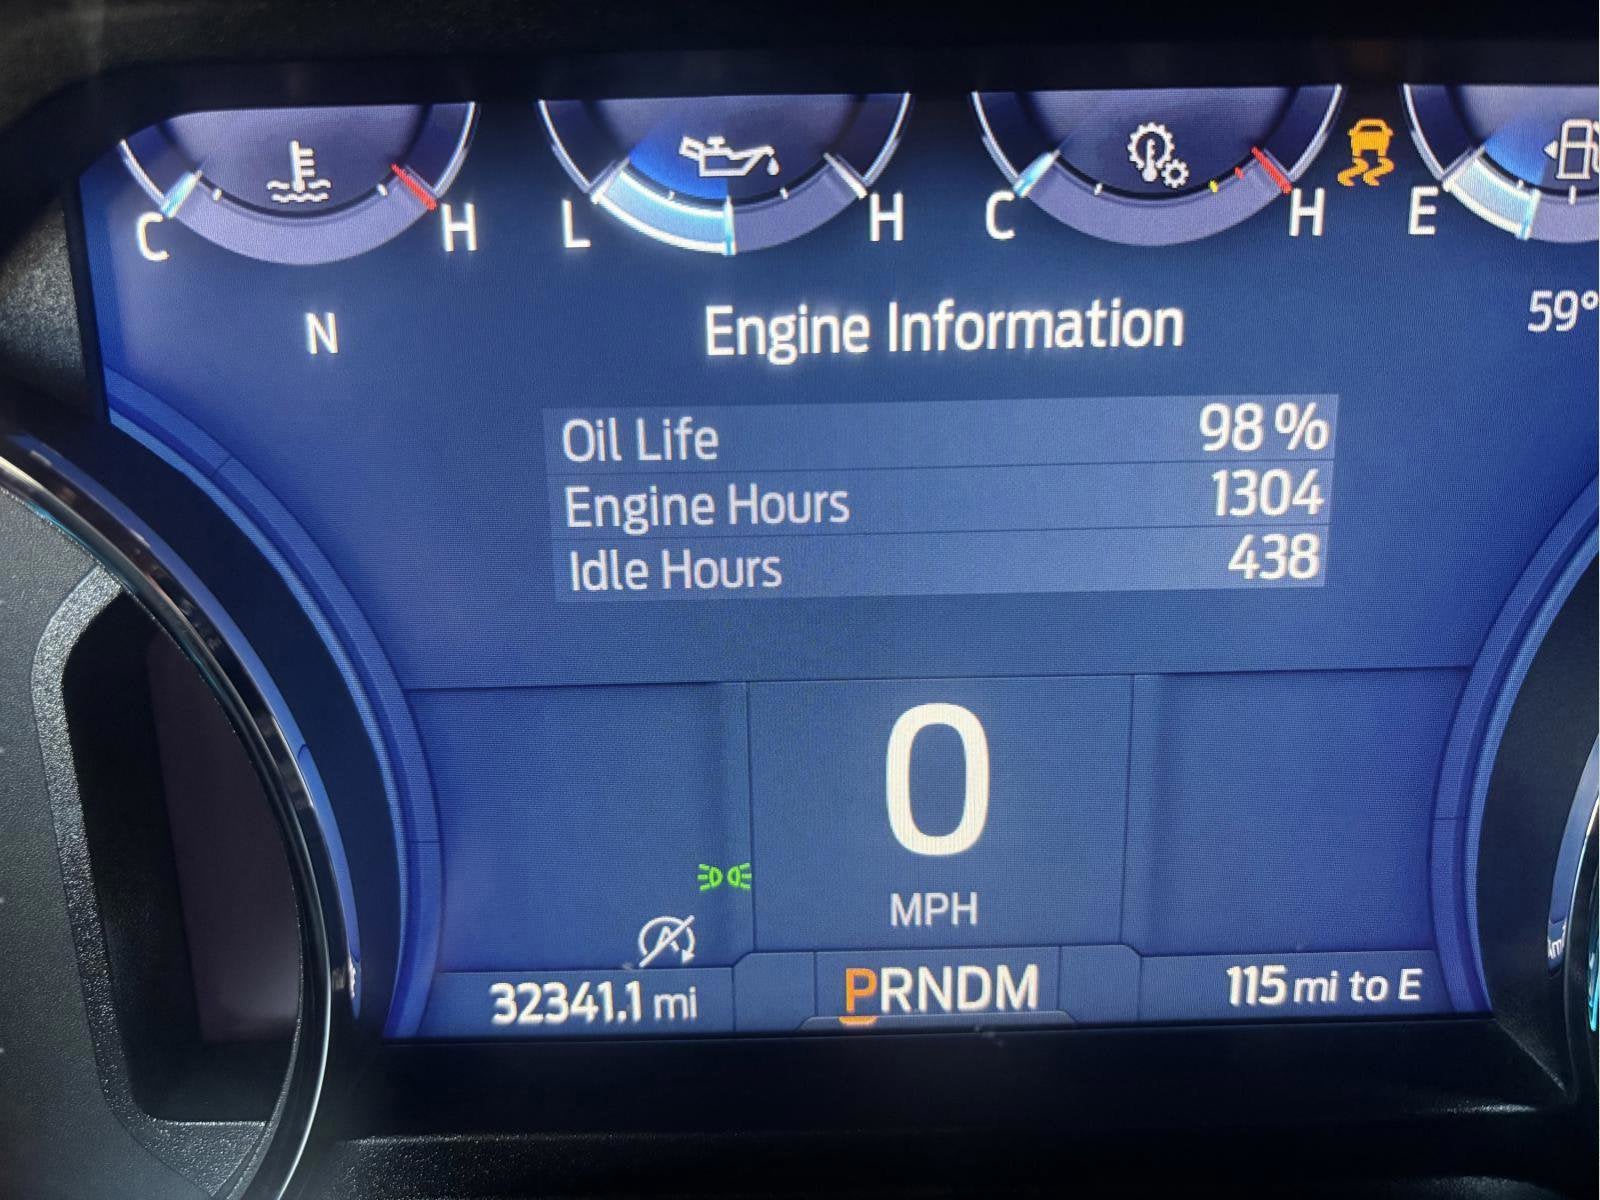 C H L H C H E
N
59°
Engine Information
Oil Life 98 %
Engine Hours 1304
Idle Hours 438
0
MPH
A
32341.1 mi
PRNDM
115 mi to E